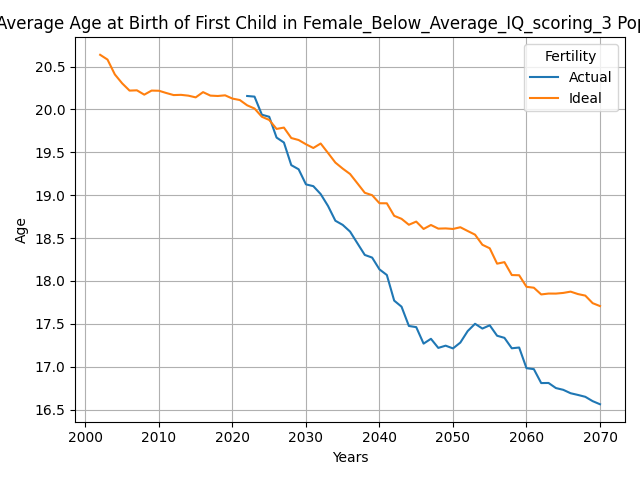 Average Age at Birth of First Child in Female_Below_Average_IQ_scoring_3 Pop
Fertility
Actual
Ideal
20.5
20.0
19.5
19.0
18.5
18.0
17.5
17.0
16.5
Age
2000 2010 2020 2030 2040 2050 2060 2070
Years